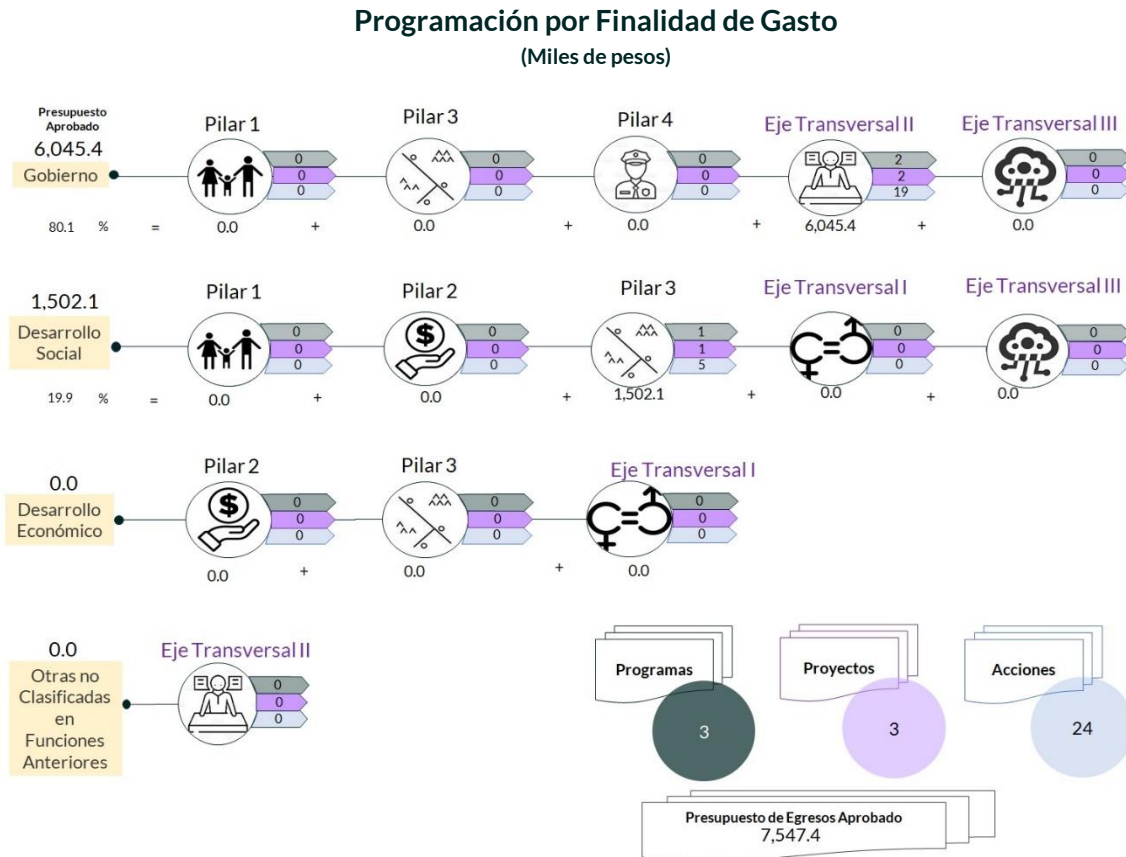 Programación por Finalidad de Gasto
(Miles de pesos)
Presupuesto
Aprobado
6,045.4
Gobierno
Pilar 1
0
0
0
Pilar 3
0
0
0
Pilar 4
0
0
0
Eje Transversal II
2
2
19
Eje Transversal III
0
0
0
80.1 % = 0.0 + 0.0 + 0.0 + 6,045.4 + 0.0
1,502.1
Desarrollo
Social
Pilar 1
0
0
0
Pilar 2
$
0
0
0
Pilar 3
1
1
5
Eje Transversal I
0
0
0
Eje Transversal III
0
0
0
19.9 % = 0.0 + 0.0 + 1,502.1 + 0.0 + 0.0
0.0
Desarrollo
Económico
Pilar 2
$
0
0
0
Pilar 3
0
0
0
Eje Transversal I
0
0
0
0.0 + 0.0 + 0.0
0.0
Otras no
Clasificadas
en
Funciones
Anteriores
Eje Transversal II
0
0
0
Programas
3
Proyectos
3
Acciones
24
Presupuesto de Egresos Aprobado
7,547.4